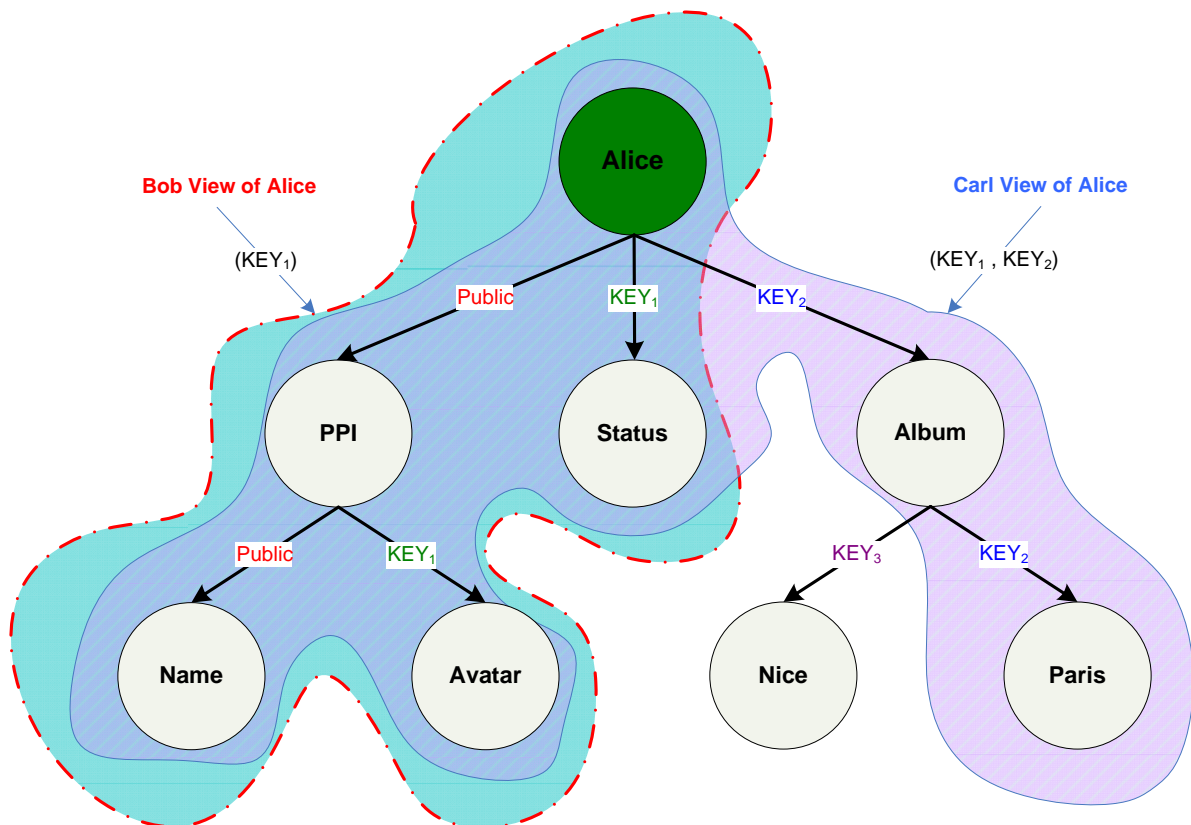 Alice
Bob View of Alice
Carl View of Alice
(KEY₁)
(KEY₁ , KEY₂)
Public
KEY₁
KEY₂
PPI
Status
Album
Public
KEY₁
KEY₃
KEY₂
Name
Avatar
Nice
Paris